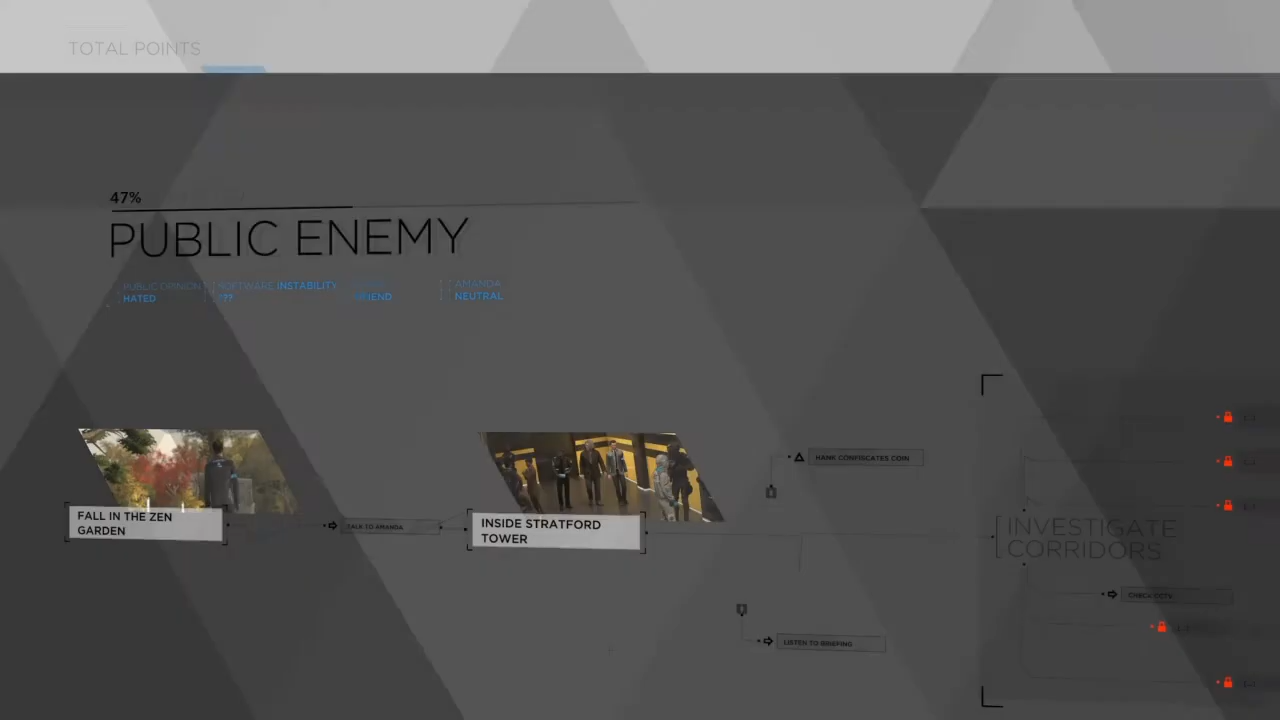 TOTAL POINTS
47%
PUBLIC ENEMY
PUBLIC OPINION
HATED
SOFTWARE INSTABILITY
???
AMANDA
NEUTRAL
HANK CONFISCATES COIN
FALL IN THE ZEN
GARDEN
TALK TO AMANDA
INSIDE STRATFORD
TOWER
INVESTIGATE
CORRIDORS
CHECK CCTV
LISTEN TO BRIEFING